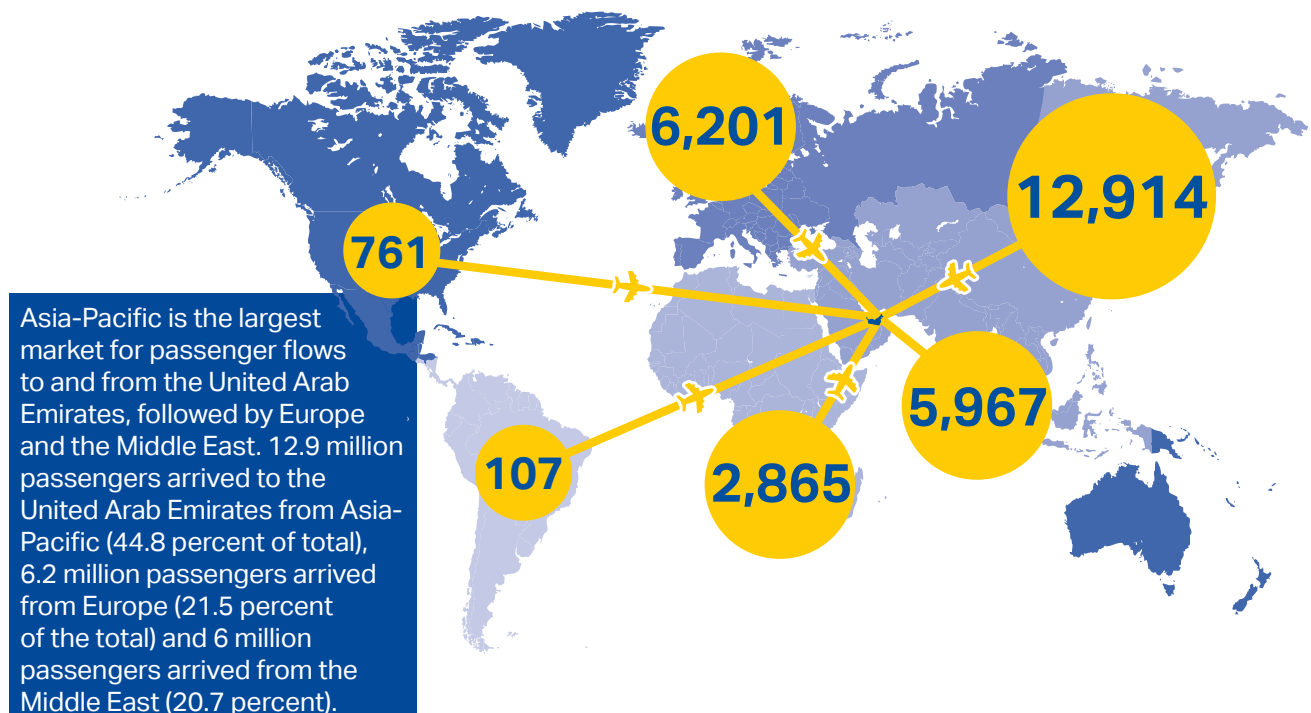 6,201
12,914
761
Asia-Pacific is the largest
market for passenger flows
to and from the United Arab
Emirates, followed by Europe
and the Middle East. 12.9 million
passengers arrived to the
United Arab Emirates from Asia-
Pacific (44.8 percent of total),
6.2 million passengers arrived
from Europe (21.5 percent
of the total) and 6 million
passengers arrived from the
Middle East (20.7 percent).
5,967
107
2,865